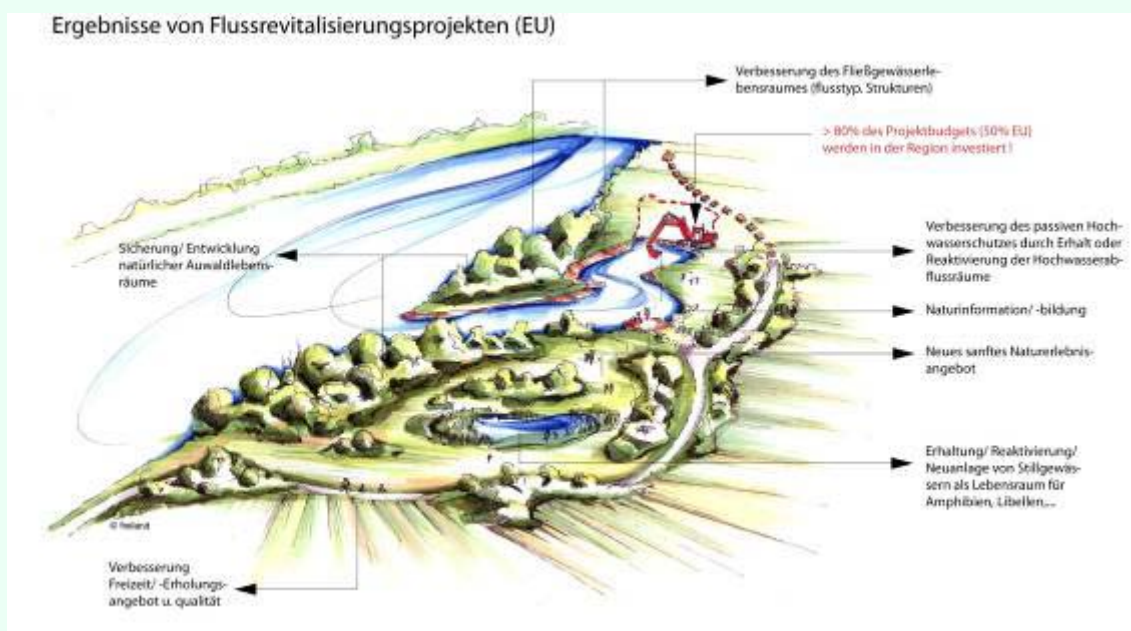 Ergebnisse von Flussrevitalisierungsprojekten (EU)
Verbesserung des Fließgewässerle-
bensraumes (flusstyp. Strukturen)
> 80% des Projektbudgets (50% EU)
werden in der Region investiert !
Sicherung/ Entwicklung
natürlicher Auwaldlebens-
räume
Verbesserung des passiven Hoch-
wasserschutzes durch Erhalt oder
Reaktivierung der Hochwasserab-
flussräume
Naturinformation/ -bildung
Neues sanftes Naturerlebnis-
angebot
Erhaltung/ Reaktivierung/
Neuanlage von Stillgewäs-
sern als Lebensraum für
Amphibien, Libellen,...
© freiland
Verbesserung
Freizeit/ -Erholungs-
angebot u. qualität